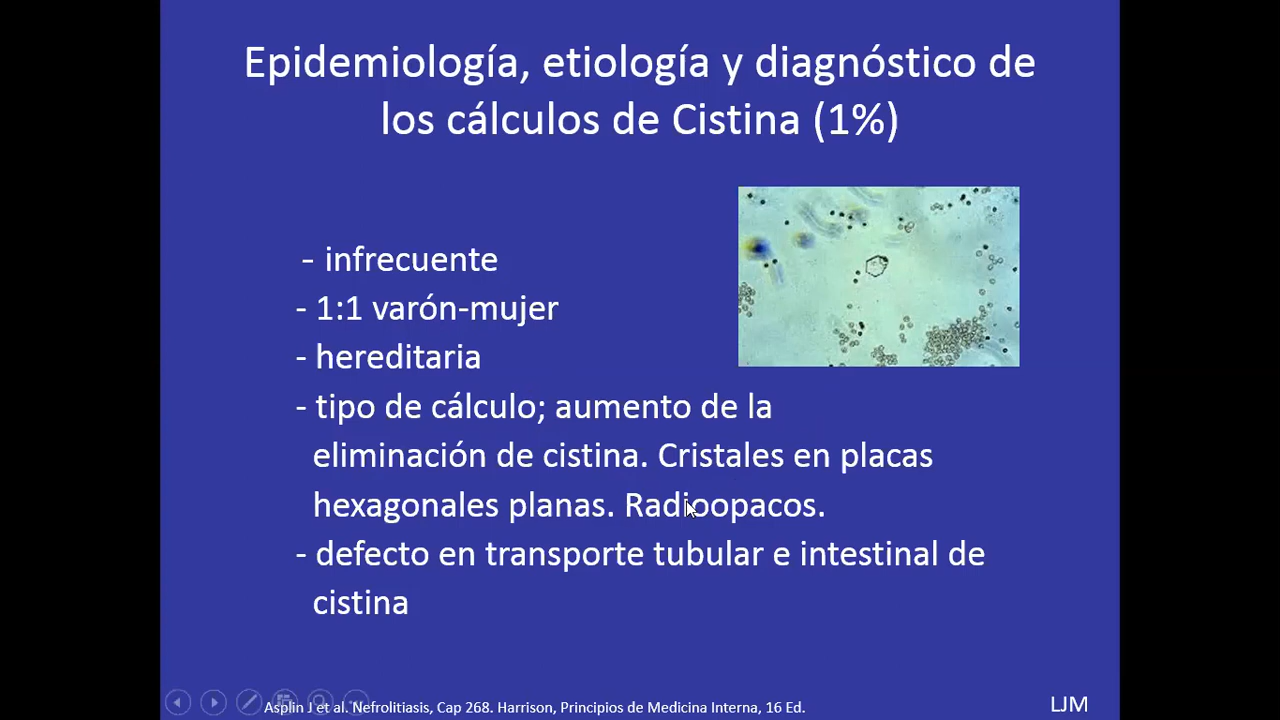 Epidemiología, etiología y diagnóstico de
los cálculos de Cistina (1%)
- infrecuente
- 1:1 varón-mujer
- hereditaria
- tipo de cálculo; aumento de la
eliminación de cistina. Cristales en placas
hexagonales planas. Radioopacos.
- defecto en transporte tubular e intestinal de
cistina
Asplin J et al. Nefrolitiasis, Cap 268. Harrison, Principios de Medicina Interna, 16 Ed.
LJM